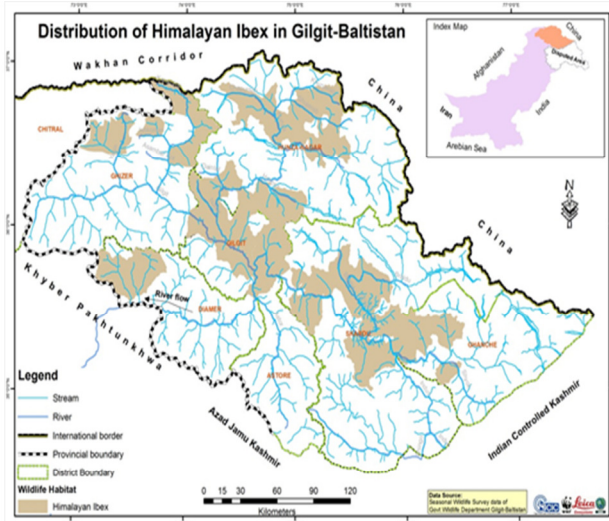 Distribution of Himalayan Ibex in Gilgit-Baltistan
Index Map
China
Afghanistan
Disputed Area
Iran
India
Arebian Sea
Wakhan Corridor
China
CHITRAL
GHIZER
GILGIT
China
Khyber Pakhtunkhwa
River flow
DIAMER
GHANCHE
ASTORE
Azad Jamu Kashmir
Indian Controlled Kashmir
N
Legend
Stream
River
International border
Provincial boundary
District Boundary
Wildlife Habitat
Himalayan Ibex
0 15 30 60 90 120
Kilometers
Data Source:
Seasonal Wildlife Survey data of
Govt Wildlife Department Gilgit-Baltistan
WWF
Leica